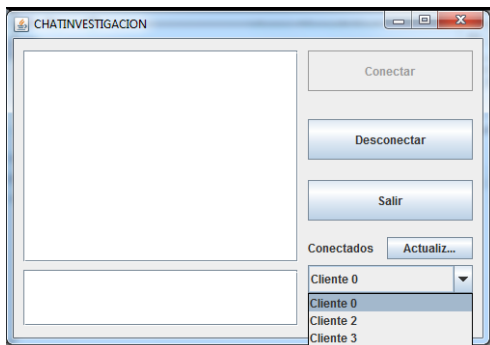 CHATINVESTIGACION
Conectar
Desconectar
Salir
Conectados Actualiz...
Cliente 0
Cliente 0
Cliente 2
Cliente 3